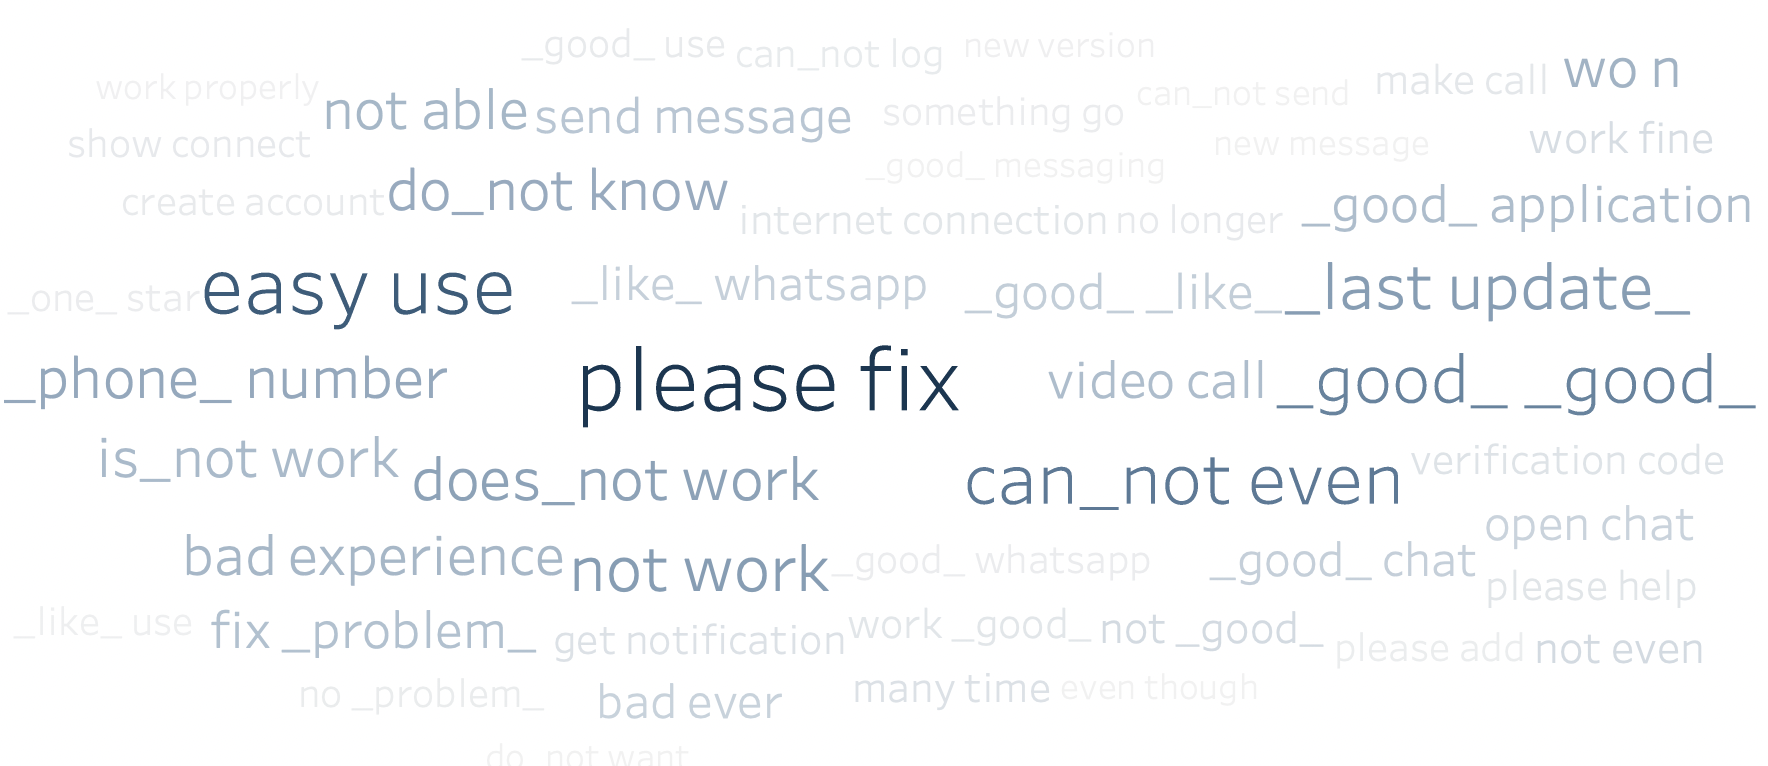 _good_ use can_not log new version
work properly not able send message something go can_not send make call wo n
show connect _good_ messaging new message work fine
create account do_not know internet connection no longer _good_ application
_one_ star easy use _like_ whatsapp _good_ _like_ _last update_
_phone_ number please fix video call _good_ _good_
is_not work does_not work can_not even verification code
open chat
bad experience not work _good_ whatsapp _good_ chat please help
_like_ use fix _problem_ get notification work _good_ not _good_ please add not even
no _problem_ bad ever many time even though
do_not want